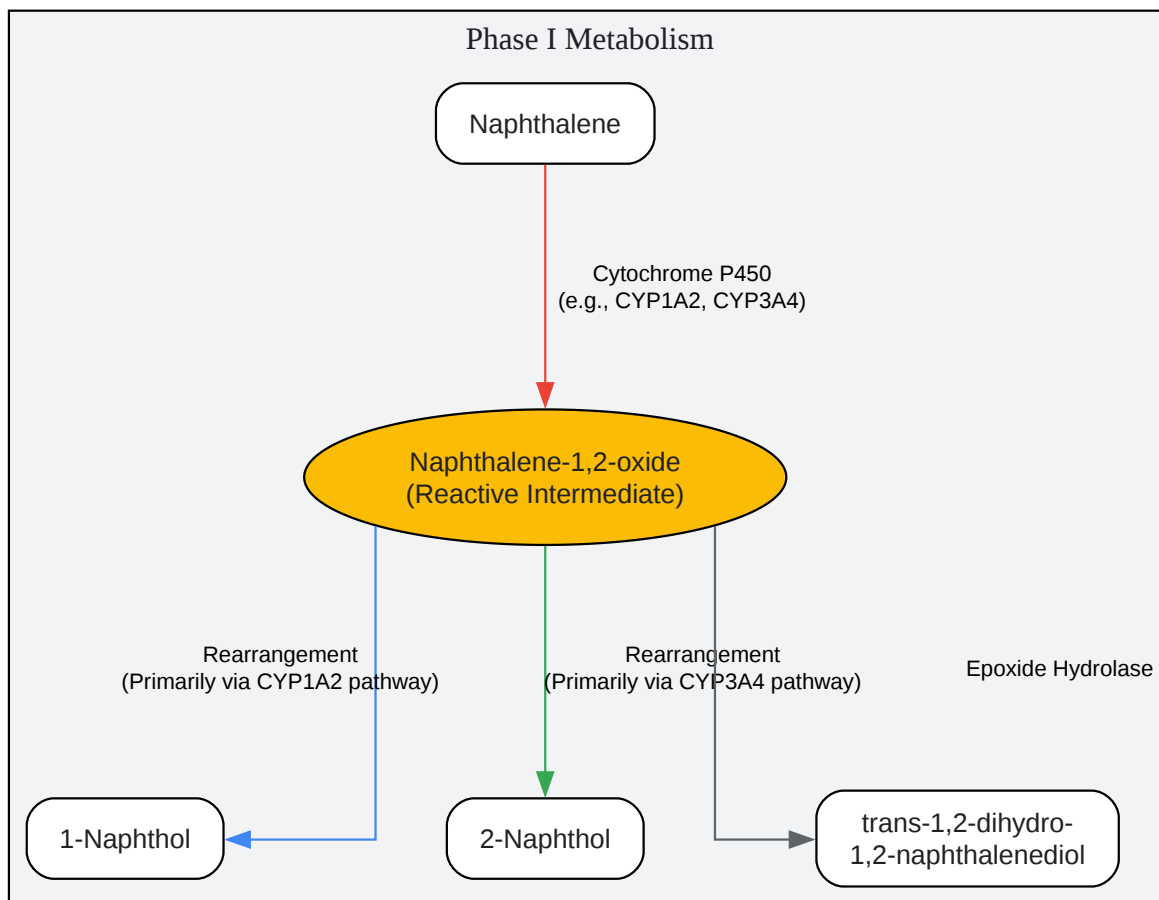 Phase I Metabolism
Naphthalene
Cytochrome P450
(e.g., CYP1A2, CYP3A4)
Naphthalene-1,2-oxide
(Reactive Intermediate)
Rearrangement
(Primarily via CYP1A2 pathway)
Rearrangement
(Primarily via CYP3A4 pathway)
Epoxide Hydrolase
1-Naphthol
2-Naphthol
trans-1,2-dihydro-
1,2-naphthalenediol